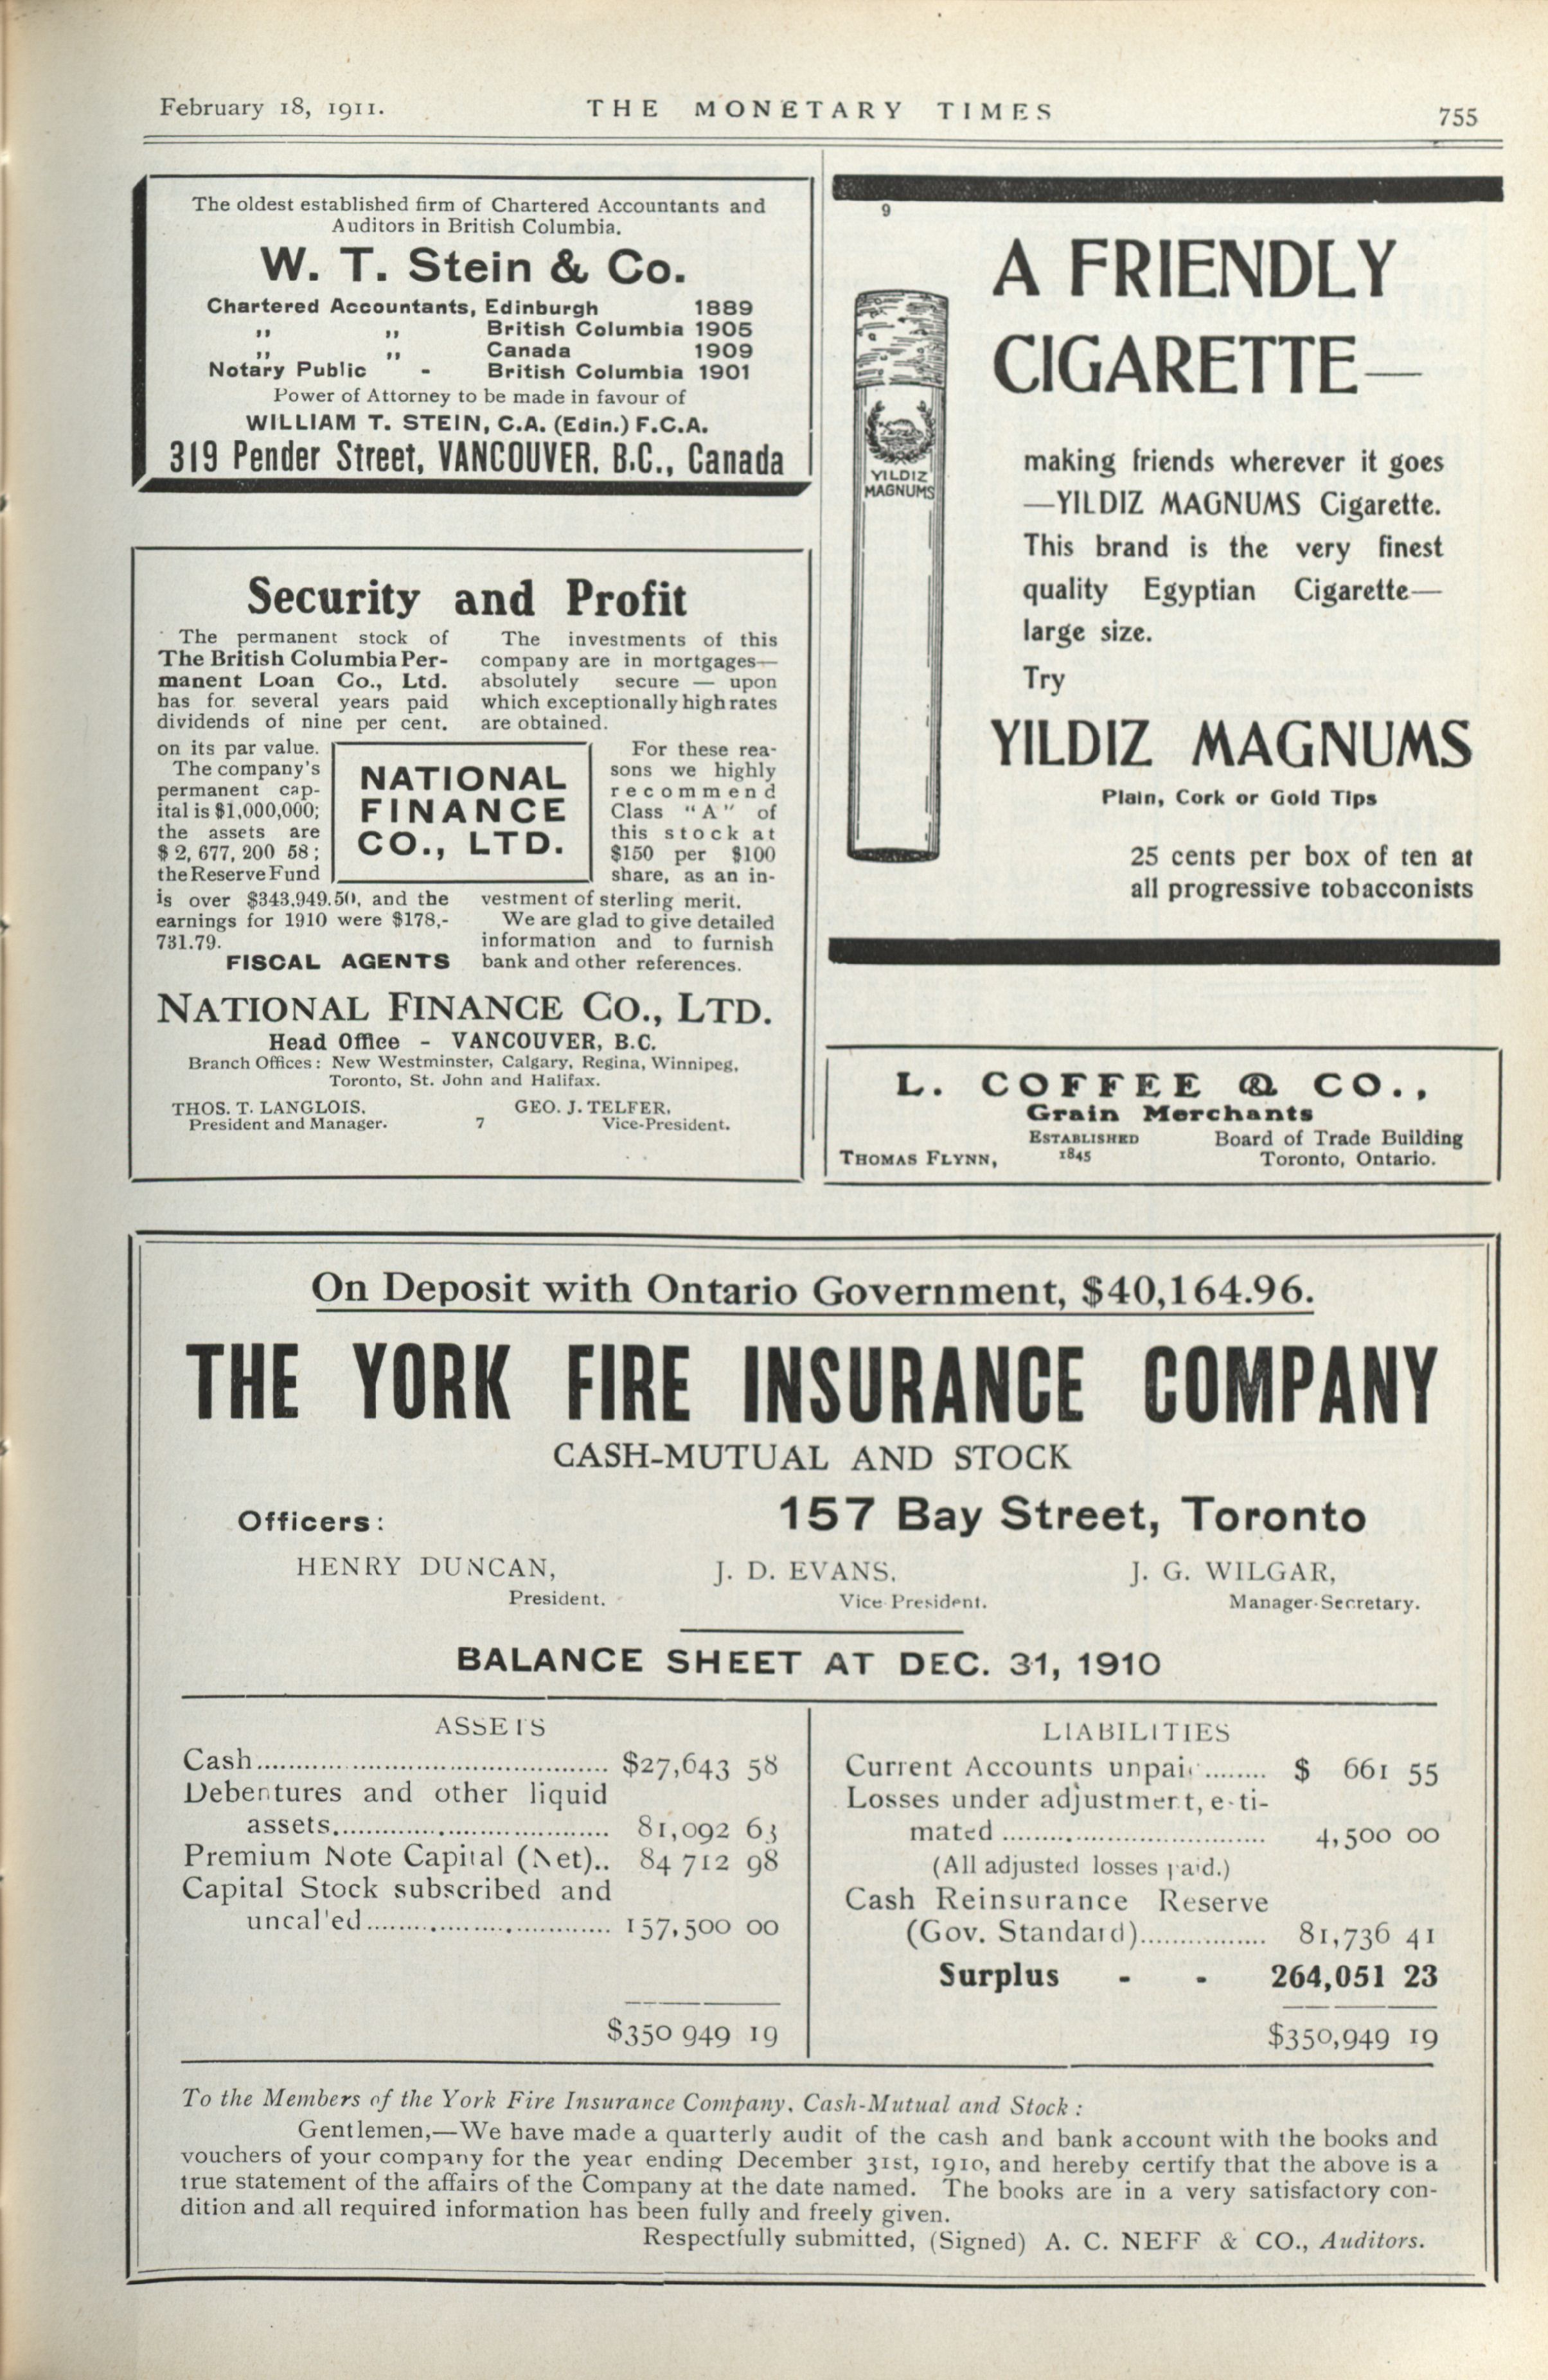 February 18, 1911.
THE MONETARY TIMES
755
The oldest established firm of Chartered Accountants and
Auditors in British Columbia.
W. T. Stein & Co.
Chartered Accountants, Edinburgh 1889
,, ,, British Columbia 1905
,, ,, Canada 1909
Notary Public - British Columbia 1901
Power of Attorney to be made in favour of
WILLIAM T. STEIN, C.A. (Edin.) F.C.A.
319 Pender Street, VANCOUVER, B.C., Canada
Security and Profit
The permanent stock of
The British Columbia Per-
manent Loan Co., Ltd.
has for several years paid
dividends of nine per cent.
on its par value.
The company's
permanent cap-
ital is $1,000,000;
the assets are
$2,677,200 58;
the Reserve Fund
is over $343,949.50, and the
earnings for 1910 were $178,-
731.79.
FISCAL AGENTS
NATIONAL
FINANCE
CO., LTD.
The investments of this
company are in mortgages—
absolutely secure — upon
which exceptionally high rates
are obtained.
For these rea-
sons we highly
recommend
Class "A" of
this stock at
$150 per $100
share, as an in-
vestment of sterling merit.
We are glad to give detailed
information and to furnish
bank and other references.
NATIONAL FINANCE CO., LTD.
Head Office - VANCOUVER, B.C.
Branch Offices: New Westminster, Calgary, Regina, Winnipeg,
Toronto, St. John and Halifax.
THOS. T. LANGLOIS, GEO. J. TELFER,
President and Manager. 7 Vice-President.
9
A FRIENDLY
CIGARETTE—
YILDIZ
MAGNUMS
making friends wherever it goes
—YILDIZ MAGNUMS Cigarette.
This brand is the very finest
quality Egyptian Cigarette—
large size.
Try
YILDIZ MAGNUMS
Plain, Cork or Gold Tips
25 cents per box of ten at
all progressive tobacconists
L. COFFEE & CO.,
Grain Merchants
ESTABLISHED Board of Trade Building
THOMAS FLYNN, 1845 Toronto, Ontario.
On Deposit with Ontario Government, $40,164.96.
THE YORK FIRE INSURANCE COMPANY
CASH-MUTUAL AND STOCK
Officers: 157 Bay Street, Toronto
HENRY DUNCAN, J. D. EVANS, J. G. WILGAR,
President. Vice-President. Manager-Secretary.
BALANCE SHEET AT DEC. 31, 1910
ASSETS
Cash........ $27,643 58
Debentures and other liquid
assets........ 81,092 63
Premium Note Capital (Net).. 84 712 98
Capital Stock subscribed and
uncalled........ 157,500 00
$350 949 19
LIABILITIES
Current Accounts unpaid........ $ 661 55
Losses under adjustment, esti-
mated........ 4,500 00
(All adjusted losses paid.)
Cash Reinsurance Reserve
(Gov. Standard)........ 81,736 41
Surplus - - 264,051 23
$350,949 19
To the Members of the York Fire Insurance Company, Cash-Mutual and Stock:
Gentlemen,—We have made a quarterly audit of the cash and bank account with the books and
vouchers of your company for the year ending December 31st, 1910, and hereby certify that the above is a
true statement of the affairs of the Company at the date named. The books are in a very satisfactory con-
dition and all required information has been fully and freely given.
Respectfully submitted, (Signed) A. C. NEFF & CO., Auditors.